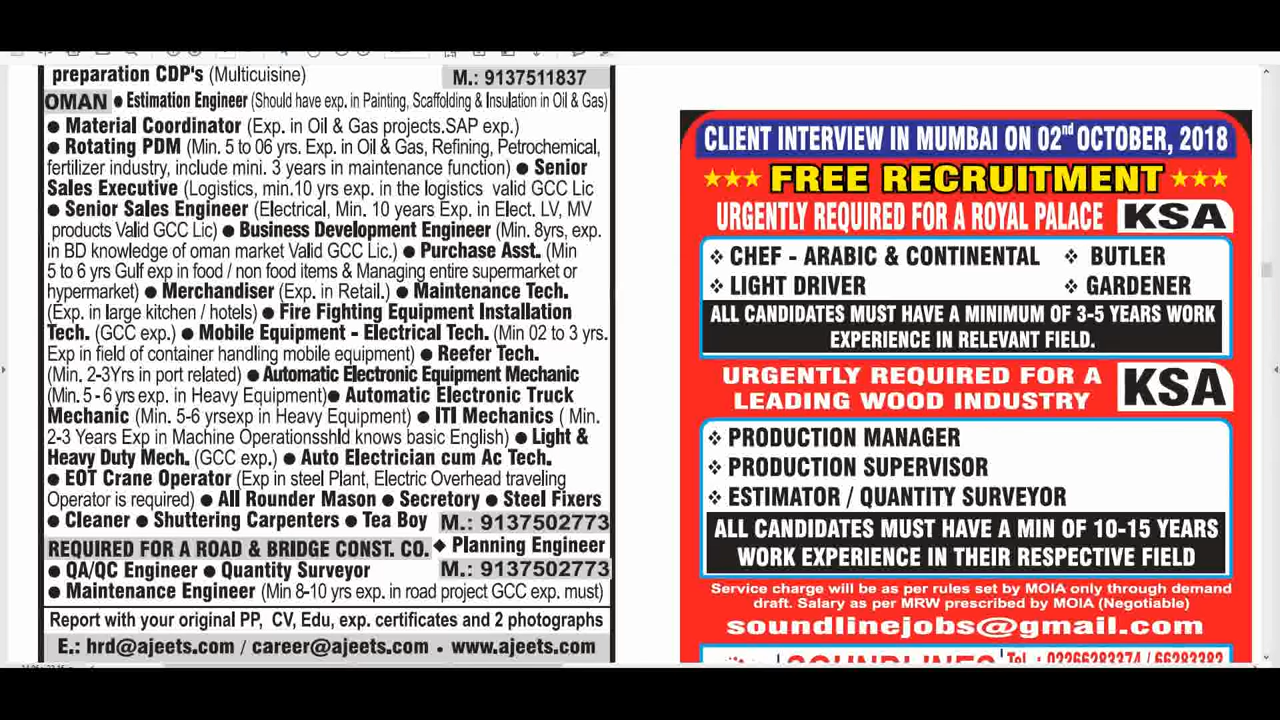 preparation CDP's (Multicuisine) M.: 9137511837
OMAN ● Estimation Engineer (Should have exp. in Painting, Scaffolding & Insulation in Oil & Gas)
● Material Coordinator (Exp. in Oil & Gas projects.SAP exp.)
● Rotating PDM (Min. 5 to 06 yrs. Exp. in Oil & Gas, Refining, Petrochemical,
fertilizer industry, include mini. 3 years in maintenance function) ● Senior
Sales Executive (Logistics, min.10 yrs exp. in the logistics valid GCC Lic
● Senior Sales Engineer (Electrical, Min. 10 years Exp. in Elect. LV, MV
products Valid GCC Lic) ● Business Development Engineer (Min. 8yrs, exp.
in BD knowledge of oman market Valid GCC Lic.) ● Purchase Asst. (Min
5 to 6 yrs Gulf exp in food / non food items & Managing entire supermarket or
hypermarket) ● Merchandiser (Exp. in Retail.) ● Maintenance Tech.
(Exp. in large kitchen / hotels) ● Fire Fighting Equipment Installation
Tech. (GCC exp.) ● Mobile Equipment - Electrical Tech. (Min 02 to 3 yrs.
Exp in field of container handling mobile equipment) ● Reefer Tech.
(Min. 2-3Yrs in port related) ● Automatic Electronic Equipment Mechanic
(Min. 5 - 6 yrs exp. in Heavy Equipment)● Automatic Electronic Truck
Mechanic (Min. 5-6 yrsexp in Heavy Equipment) ● ITI Mechanics ( Min.
2-3 Years Exp in Machine Operationsshld knows basic English) ● Light &
Heavy Duty Mech. (GCC exp.) ● Auto Electrician cum Ac Tech.
● EOT Crane Operator (Exp in steel Plant, Electric Overhead traveling
Operator is required) ● All Rounder Mason ● Secretory ● Steel Fixers
● Cleaner ● Shuttering Carpenters ● Tea Boy M.: 9137502773
REQUIRED FOR A ROAD & BRIDGE CONST. CO. ◆ Planning Engineer
● QA/QC Engineer ● Quantity Surveyor M.: 9137502773
● Maintenance Engineer (Min 8-10 yrs exp. in road project GCC exp. must)
Report with your original PP, CV, Edu, exp. certificates and 2 photographs
E.: hrd@ajeets.com / career@ajeets.com • www.ajeets.com
CLIENT INTERVIEW IN MUMBAI ON 02nd OCTOBER, 2018
★★★ FREE RECRUITMENT ★★★
URGENTLY REQUIRED FOR A ROYAL PALACE KSA
❖ CHEF - ARABIC & CONTINENTAL ❖ BUTLER
❖ LIGHT DRIVER ❖ GARDENER
ALL CANDIDATES MUST HAVE A MINIMUM OF 3-5 YEARS WORK
EXPERIENCE IN RELEVANT FIELD.
URGENTLY REQUIRED FOR A
LEADING WOOD INDUSTRY KSA
❖ PRODUCTION MANAGER
❖ PRODUCTION SUPERVISOR
❖ ESTIMATOR / QUANTITY SURVEYOR
ALL CANDIDATES MUST HAVE A MIN OF 10-15 YEARS
WORK EXPERIENCE IN THEIR RESPECTIVE FIELD
Service charge will be as per rules set by MOIA only through demand
draft. Salary as per MRW prescribed by MOIA (Negotiable)
soundlinejobs@gmail.com
SOUNDLINES Tel. : 02266283374 / 66283382